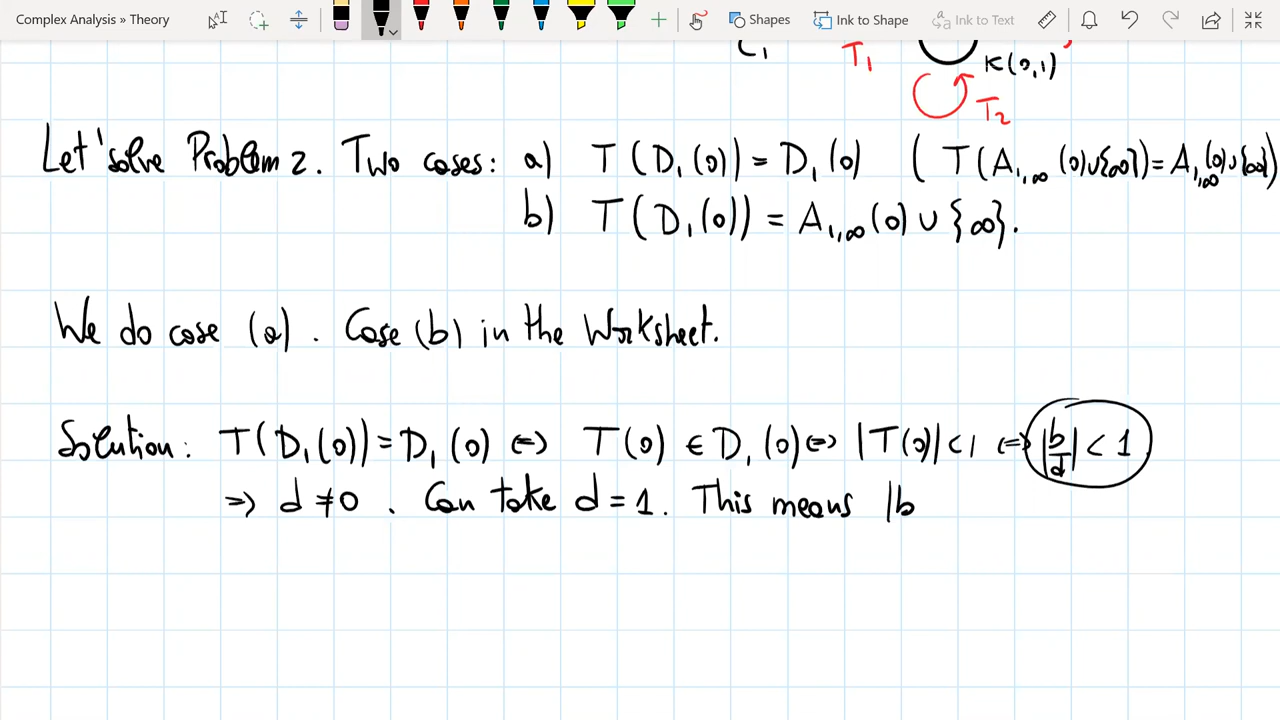 Complex Analysis » Theory
Shapes
Ink to Shape
Ink to Text
T₁
K(0,1)
T₂
Let'solve Problem 2. Two cases: a) T(D₁(0)) = D₁(0) ( T(A₁,∞(0)∪{∞}) = A₁,∞(0)∪{∞})
b) T(D₁(0)) = A₁,∞(0) ∪ {∞}.
We do case (a). Case (b) in the Worksheet.
Solution: T(D₁(0)) = D₁(0) ⇔ T(0) ∈ D₁(0) ⇔ |T(0)| < 1 ⇔ |b/d| < 1
⇒ d ≠ 0. Can take d = 1. This means |b